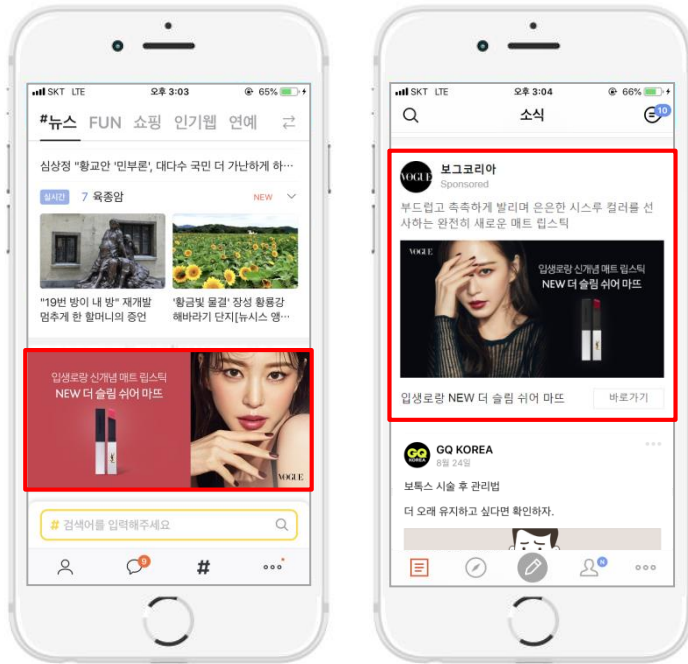 SKT LTE 오후 3:03 65%
#뉴스 FUN 쇼핑 인기웹 연예
심상정 "황교안 '민부론', 대다수 국민 더 가난하게 하…
실시간 7 육종암 NEW
"19번 방이 내 방" 재개발
멈추게 한 할머니의 증언
'황금빛 물결' 장성 황룡강
해바라기 단지[뉴시스 앵…
입생로랑 신개념 매트 립스틱
NEW 더 슬림 쉬어 마뜨
VOGUE
# 검색어를 입력해주세요
9
#
SKT LTE 오후 3:04 66%
소식
10
VOGUE
보그코리아
Sponsored
부드럽고 촉촉하게 발리며 은은한 시스루 컬러를 선
사하는 완전히 새로운 매트 립스틱
VOGUE
입생로랑 신개념 매트 립스틱
NEW 더 슬림 쉬어 마뜨
입생로랑 NEW 더 슬림 쉬어 마뜨
바로가기
GQ KOREA
GQ KOREA
8월 24일
보톡스 시술 후 관리법
더 오래 유지하고 싶다면 확인하자.
N